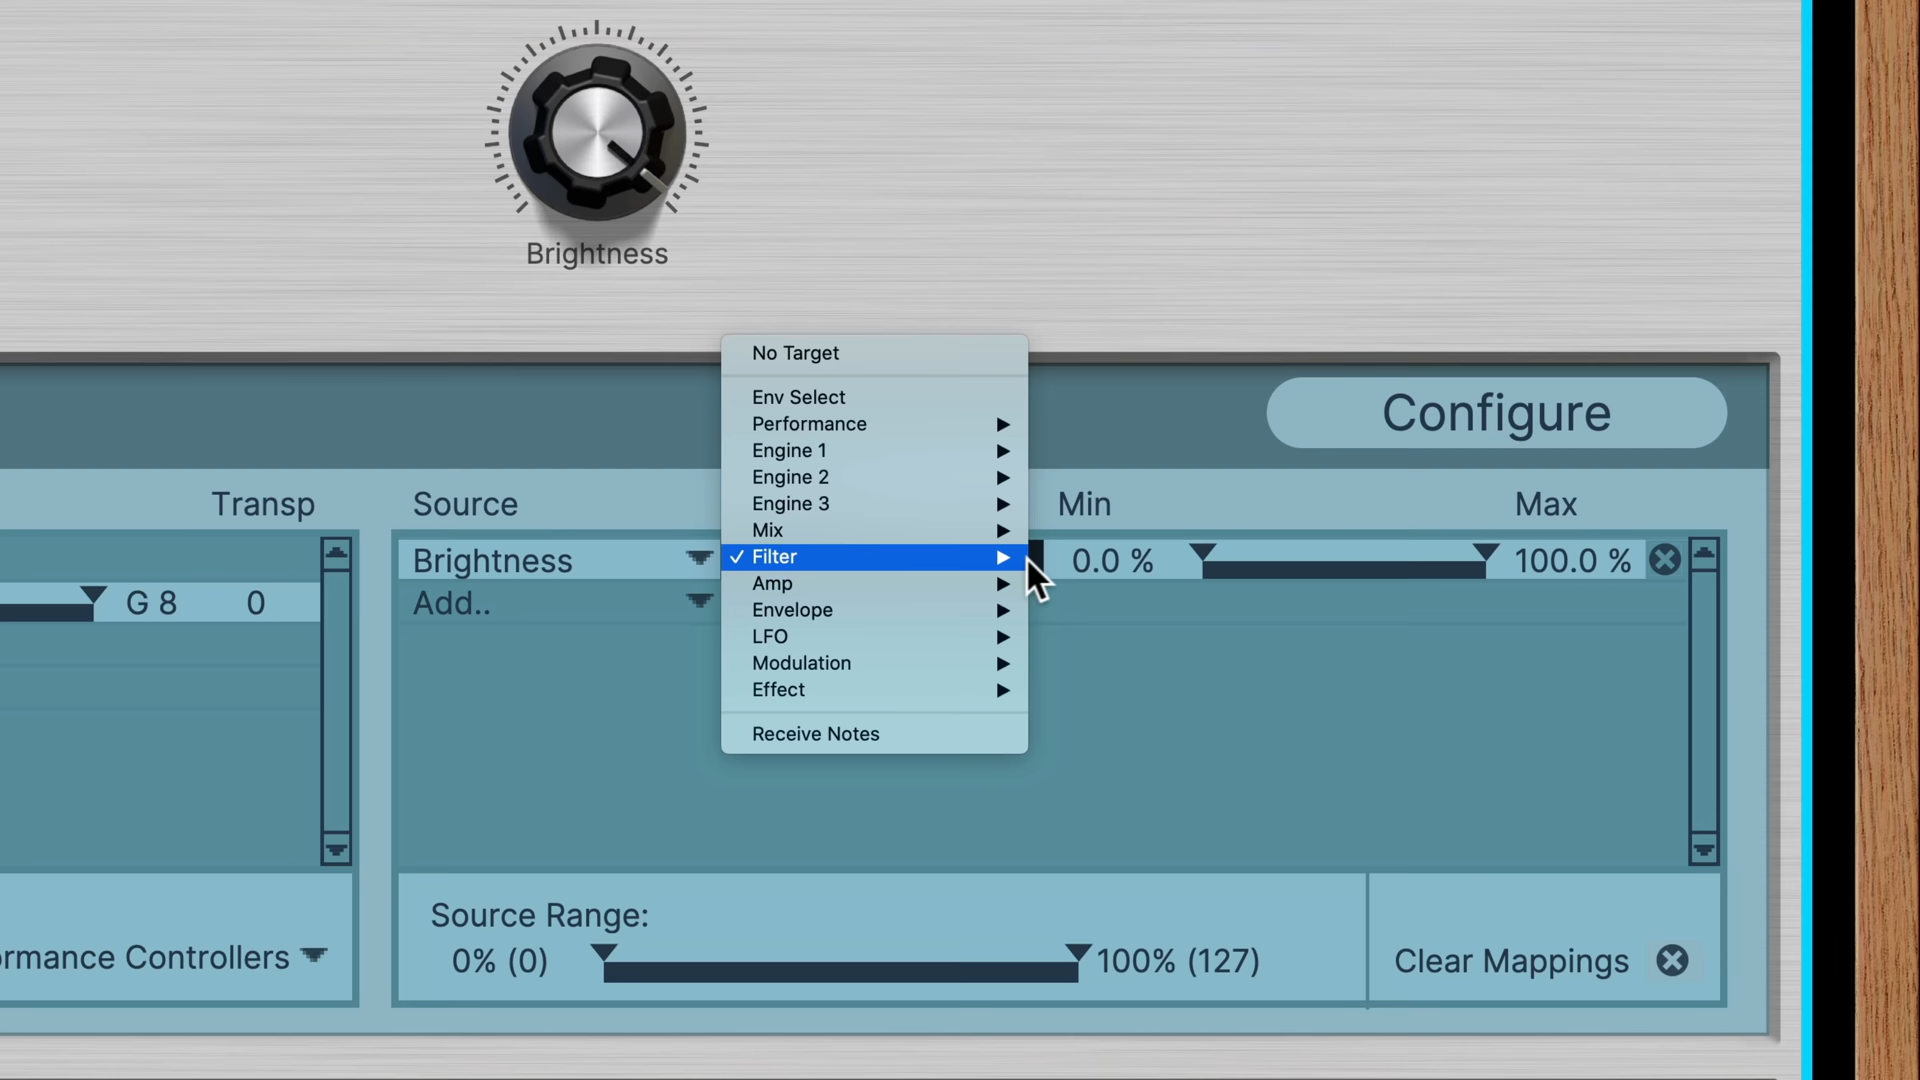 Brightness
No Target
Env Select
Performance
Engine 1
Engine 2
Engine 3
Mix
✓ Filter
Amp
Envelope
LFO
Modulation
Effect
Receive Notes
Configure
Transp
G 8 0
rmance Controllers
Source Min Max
Brightness 0.0 % 100.0 %
Add..
Source Range:
0% (0) 100% (127)
Clear Mappings